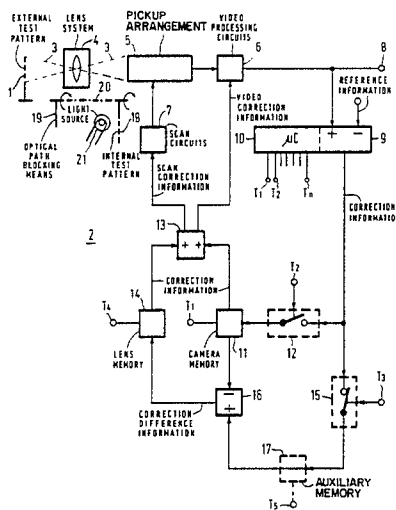 EXTERNAL
TEST
PATTERN
LENS
SYSTEM
4
3
3
1
PICKUP
ARRANGEMENT
5
VIDEO
PROCESSING
CIRCUITS
6
8
20
LIGHT
SOURCE
19
18
21
OPTICAL
PATH
BLOCKING
MEANS
INTERNAL
TEST
PATTERN
7
SCAN
CIRCUITS
SCAN
CORRECTION
INFORMATION
VIDEO
CORRECTION
INFORMATION
REFERENCE
INFORMATION
10
μC
+
−
9
T1
T2
Tn
CORRECTION
INFORMATIO
2
13
+ +
CORRECTION
INFORMATION
T4
14
LENS
MEMORY
T1
CAMERA
MEMORY
11
T2
12
15
T3
16
−
+
CORRECTION
DIFFERENCE
INFORMATION
17
AUXILIARY
MEMORY
T5